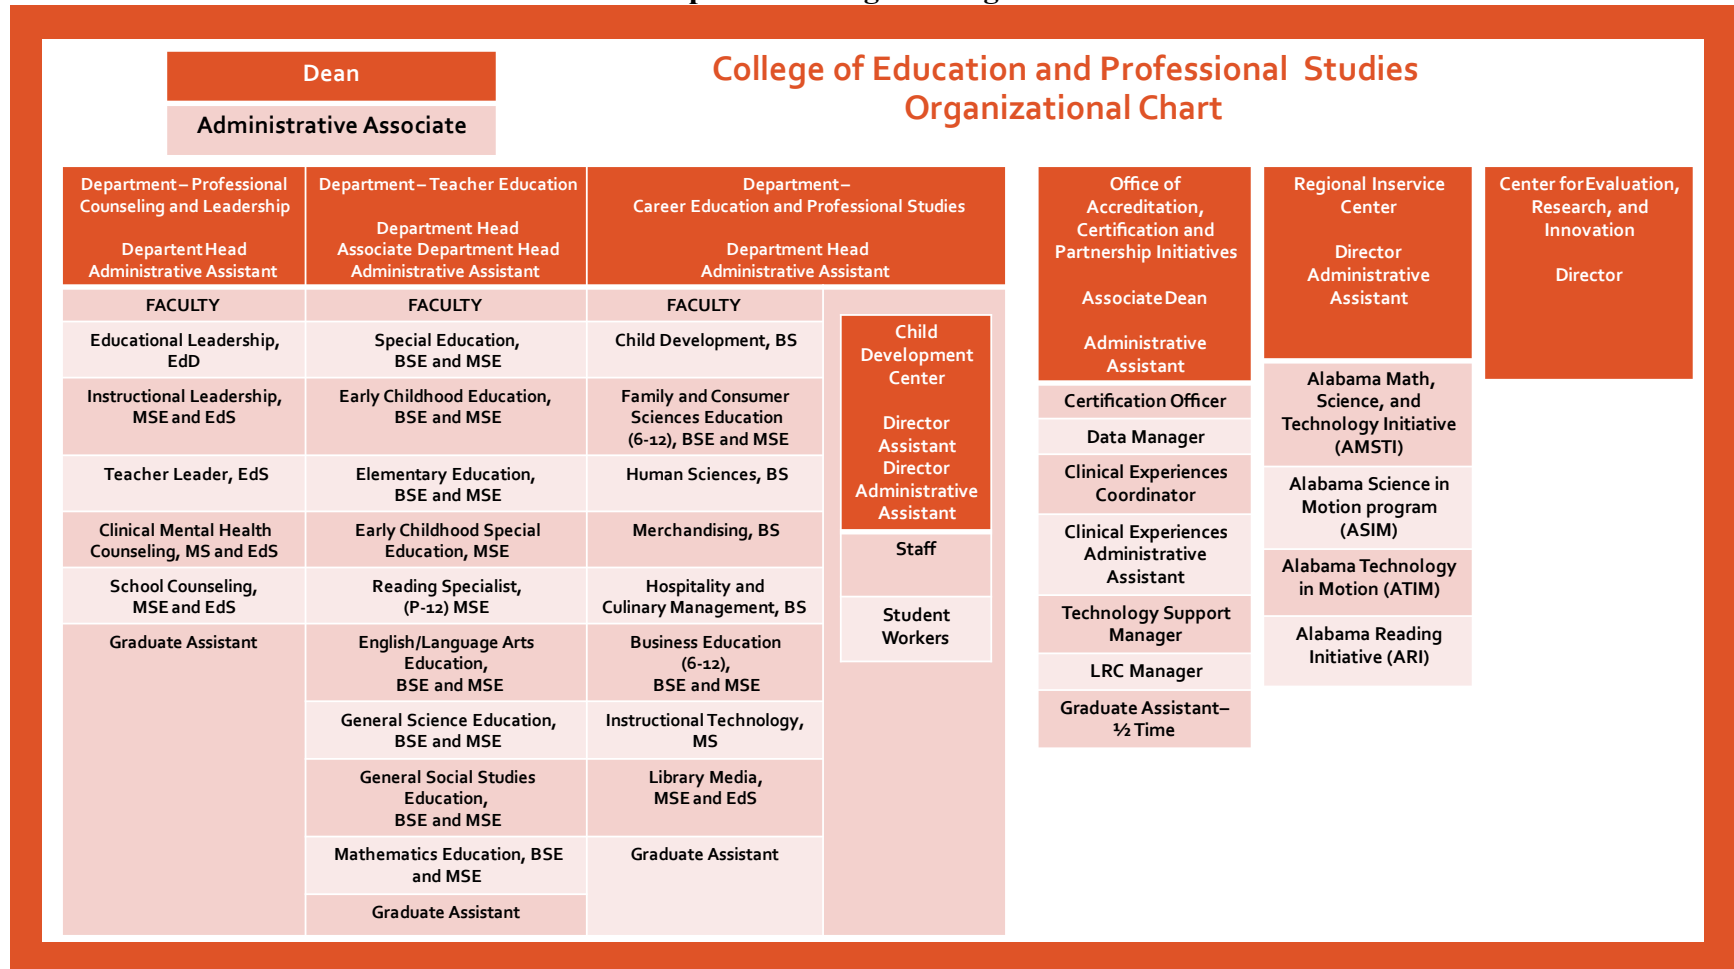 Dean
Administrative Associate
College of Education and Professional Studies
Organizational Chart
Department – Professional
Counseling and Leadership
Departent Head
Administrative Assistant
FACULTY
Educational Leadership,
EdD
Instructional Leadership,
MSE and EdS
Teacher Leader, EdS
Clinical Mental Health
Counseling, MS and EdS
School Counseling,
MSE and EdS
Graduate Assistant
Department – Teacher Education
Department Head
Associate Department Head
Administrative Assistant
FACULTY
Special Education,
BSE and MSE
Early Childhood Education,
BSE and MSE
Elementary Education,
BSE and MSE
Early Childhood Special
Education, MSE
Reading Specialist,
(P-12) MSE
English/Language Arts
Education,
BSE and MSE
General Science Education,
BSE and MSE
General Social Studies
Education,
BSE and MSE
Mathematics Education, BSE
and MSE
Graduate Assistant
Department –
Career Education and Professional Studies
Department Head
Administrative Assistant
FACULTY
Child Development, BS
Family and Consumer
Sciences Education
(6-12), BSE and MSE
Human Sciences, BS
Merchandising, BS
Hospitality and
Culinary Management, BS
Business Education
(6-12),
BSE and MSE
Instructional Technology,
MS
Library Media,
MSE and EdS
Graduate Assistant
Child
Development
Center
Director
Assistant
Director
Administrative
Assistant
Staff
Student
Workers
Office of
Accreditation,
Certification and
Partnership Initiatives
Associate Dean
Administrative
Assistant
Certification Officer
Data Manager
Clinical Experiences
Coordinator
Clinical Experiences
Administrative
Assistant
Technology Support
Manager
LRC Manager
Graduate Assistant–
½ Time
Regional Inservice
Center
Director
Administrative
Assistant
Alabama Math,
Science, and
Technology Initiative
(AMSTI)
Alabama Science in
Motion program
(ASIM)
Alabama Technology
in Motion (ATIM)
Alabama Reading
Initiative (ARI)
Center for Evaluation,
Research, and
Innovation
Director